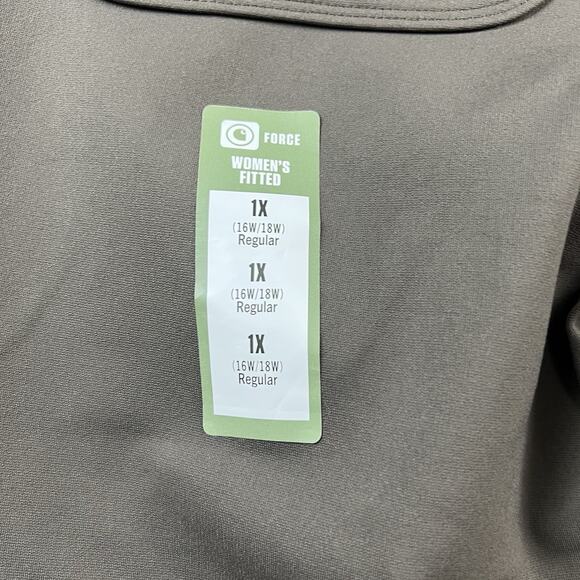 FORCE
WOMEN'S
FITTED
1X
(16W/18W)
Regular
1X
(16W/18W)
Regular
1X
(16W/18W)
Regular